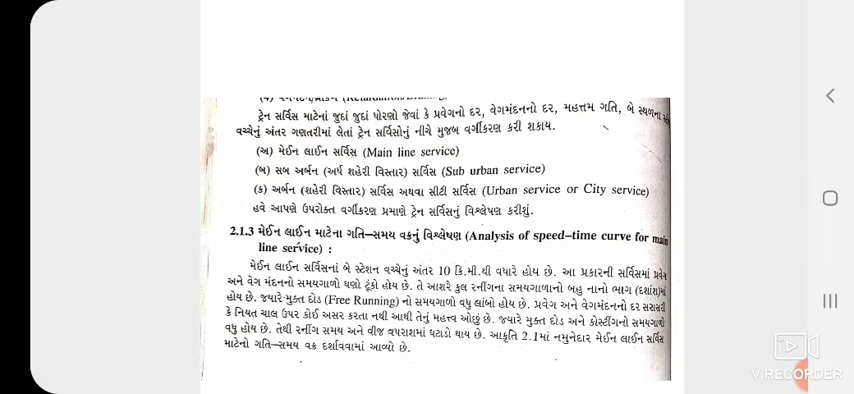 ટ્રેન સર્વિસ માટેનાં જુદાં જુદાં ધોરણો જેવાં કે પ્રવેગનો દર, વેગમંદનનો દર, મહત્તમ ગતિ, બે સ્થળના
વચ્ચેનું અંતર ગણતરીમાં લેતાં ટ્રેન સર્વિસોનું નીચે મુજબ વર્ગીકરણ કરી શકાય.
(અ) મેઈન લાઈન સર્વિસ (Main line service)
(બ) સબ અર્બન (અર્ધ શહેરી વિસ્તાર) સર્વિસ (Sub urban service)
(ક) અર્બન (શહેરી વિસ્તાર) સર્વિસ અથવા સીટી સર્વિસ (Urban service or City service)
હવે આપણે ઉપરોક્ત વર્ગીકરણ પ્રમાણે ટ્રેન સર્વિસનું વિશ્લેષણ કરીશું.
2.1.3 મેઈન લાઈન માટેના ગતિ–સમય વક્રનું વિશ્લેષણ (Analysis of speed-time curve for main
line service) :
મેઈન લાઈન સર્વિસનાં બે સ્ટેશન વચ્ચેનું અંતર 10 કિ.મી.થી વધારે હોય છે. આ પ્રકારની સર્વિસમાં પ્રવેગ
અને વેગ મંદનનો સમયગાળો ઘણો ટૂંકો હોય છે. તે આશરે કુલ રનીંગના સમયગાળાનો બહુ નાનો ભાગ (દશાંશ)માં
હોય છે. જ્યારે મુક્ત દોડ (Free Running) નો સમયગાળો વધુ લાંબો હોય છે. પ્રવેગ અને વેગમંદનનો દર સરાસરી
કે નિયત ચાલ ઉપર કોઈ અસર કરતા નથી આથી તેનું મહત્ત્વ ઓછું છે. જ્યારે મુક્ત દોડ અને કોસ્ટીંગનો સમયગાળો
વધુ હોય છે. તેથી રનીંગ સમય અને વીજ વપરાશમાં ઘટાડો થાય છે. આકૃતિ 2.1માં નમુનેદાર મેઈન લાઈન સર્વિસ
માટેનો ગતિ–સમય વક્ર દર્શાવવામાં આવ્યો છે.
V RECORDER